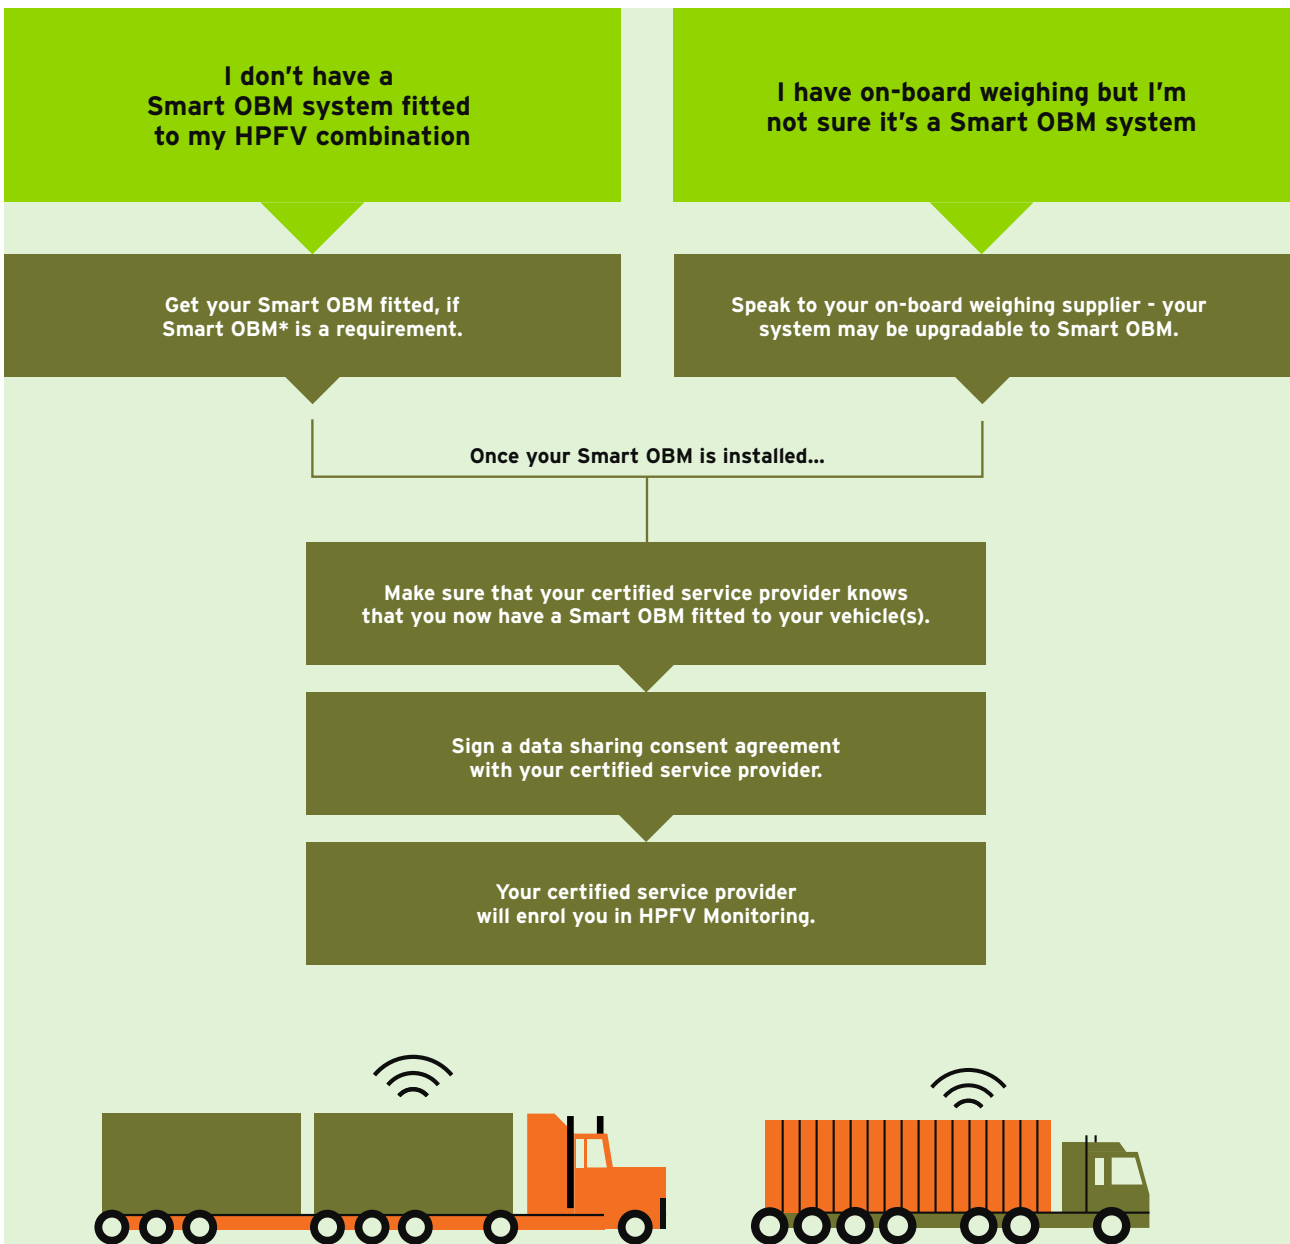 I don't have a
Smart OBM system fitted
to my HPFV combination
I have on-board weighing but I'm
not sure it's a Smart OBM system
Get your Smart OBM fitted, if
Smart OBM* is a requirement.
Speak to your on-board weighing supplier - your
system may be upgradable to Smart OBM.
Once your Smart OBM is installed...
Make sure that your certified service provider knows
that you now have a Smart OBM fitted to your vehicle(s).
Sign a data sharing consent agreement
with your certified service provider.
Your certified service provider
will enrol you in HPFV Monitoring.